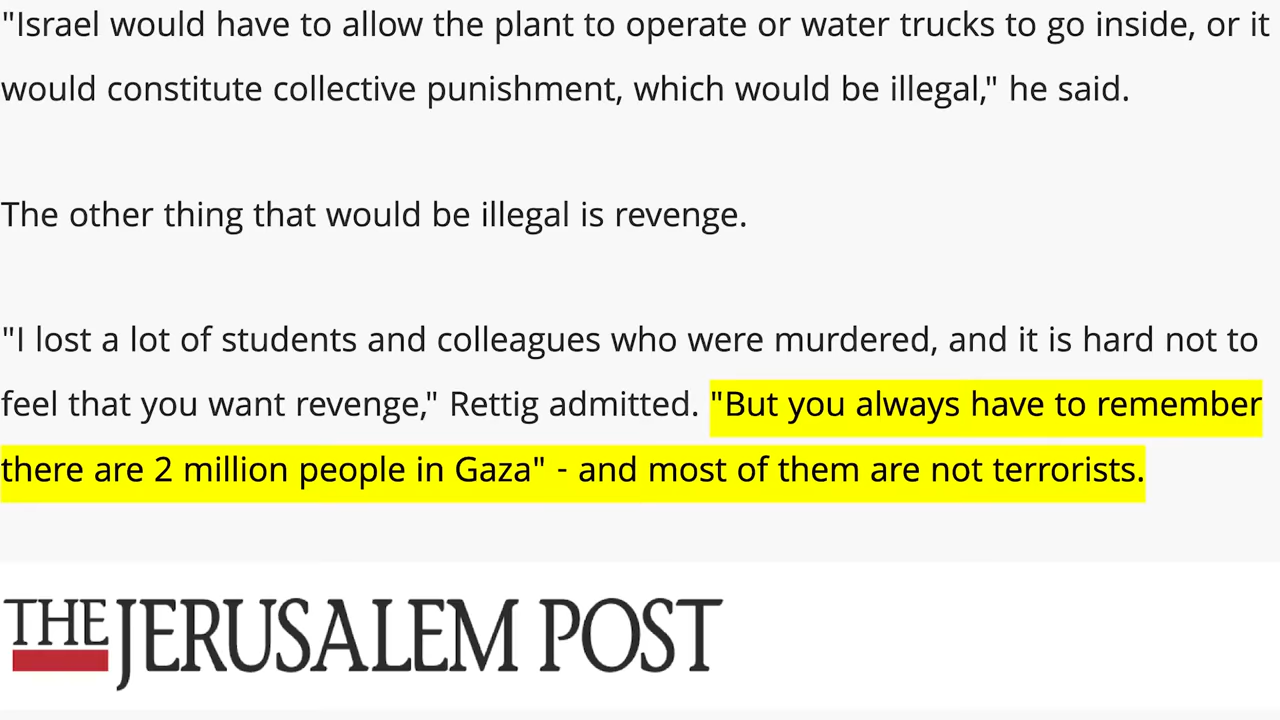 "Israel would have to allow the plant to operate or water trucks to go inside, or it
would constitute collective punishment, which would be illegal," he said.
The other thing that would be illegal is revenge.
"I lost a lot of students and colleagues who were murdered, and it is hard not to
feel that you want revenge," Rettig admitted. "But you always have to remember
there are 2 million people in Gaza" - and most of them are not terrorists.
THE JERUSALEM POST